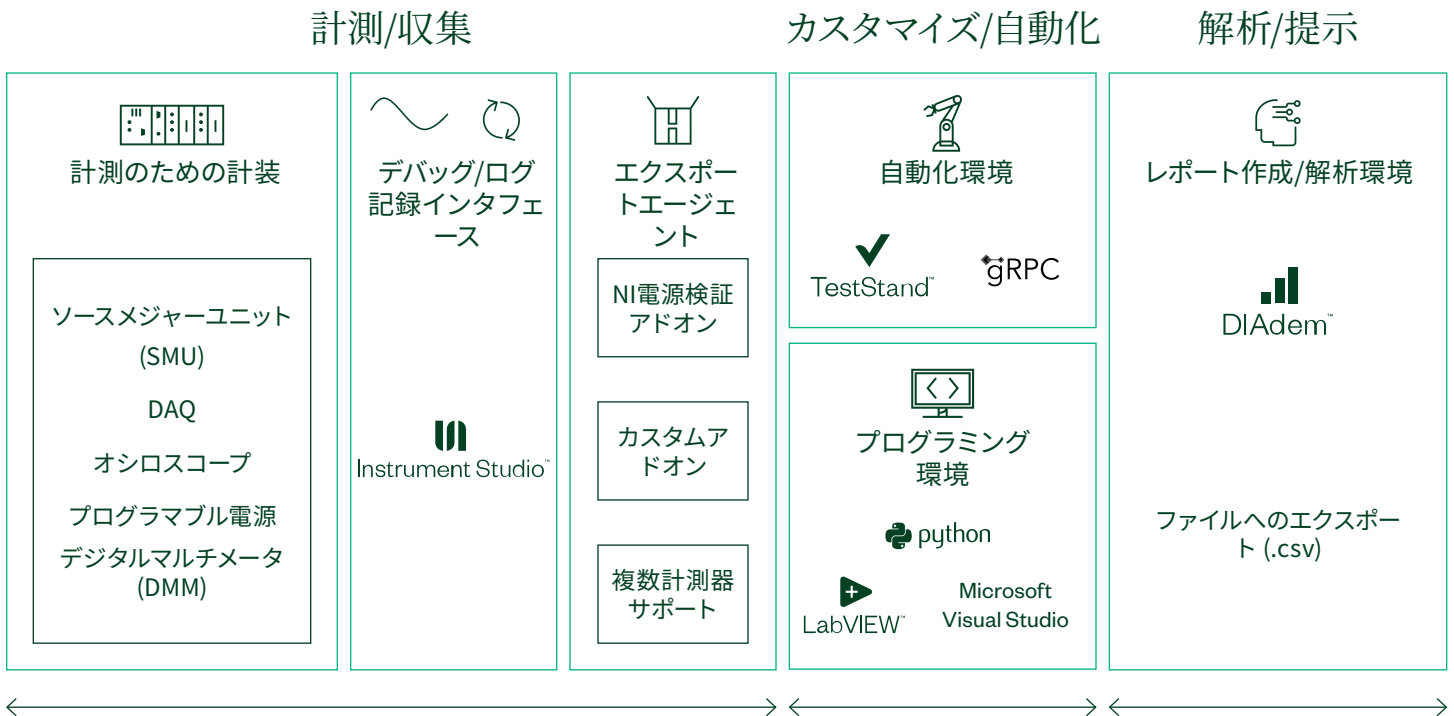 計測/収集
カスタマイズ/自動化
解析/提示
計測のための計装
ソースメジャーユニット
(SMU)
DAQ
オシロスコープ
プログラマブル電源
デジタルマルチメータ
(DMM)
デバッグ/ログ
記録インタフェ
ース
Instrument Studio™
エクスポー
トエージェ
ント
NI電源検証
アドオン
カスタムア
ドオン
複数計測器
サポート
自動化環境
TestStand™
gRPC
プログラミング
環境
python
LabVIEW™
Microsoft
Visual Studio
レポート作成/解析環境
DIAdem™
ファイルへのエクスポー
ト (.csv)